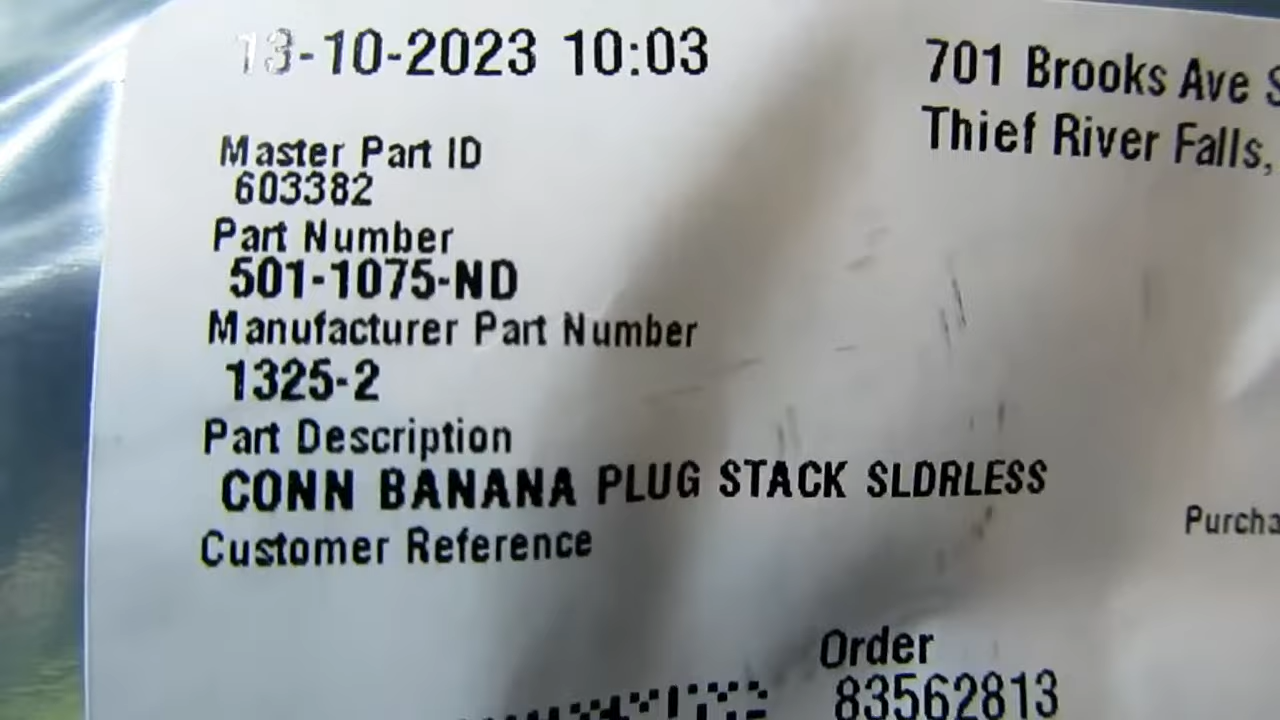 13-10-2023 10:03
701 Brooks Ave S
Thief River Falls,
Master Part ID
603382
Part Number
501-1075-ND
Manufacturer Part Number
1325-2
Part Description
CONN BANANA PLUG STACK SLDRLESS
Customer Reference
Purcha
Order
83562813